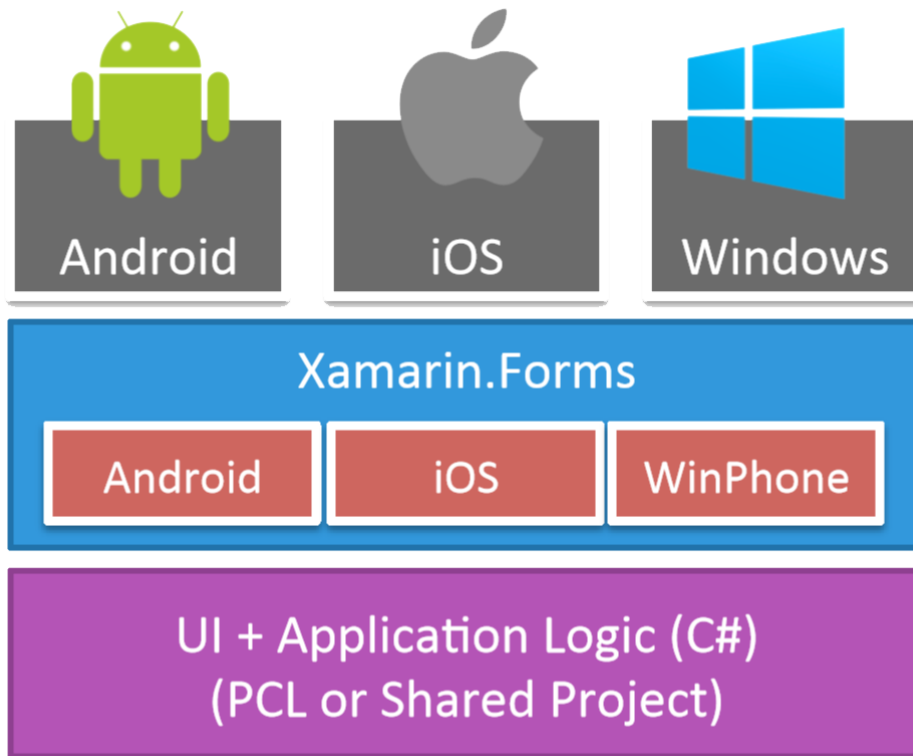 Android
iOS
Windows
Xamarin.Forms
Android
iOS
WinPhone
UI + Application Logic (C#)
(PCL or Shared Project)